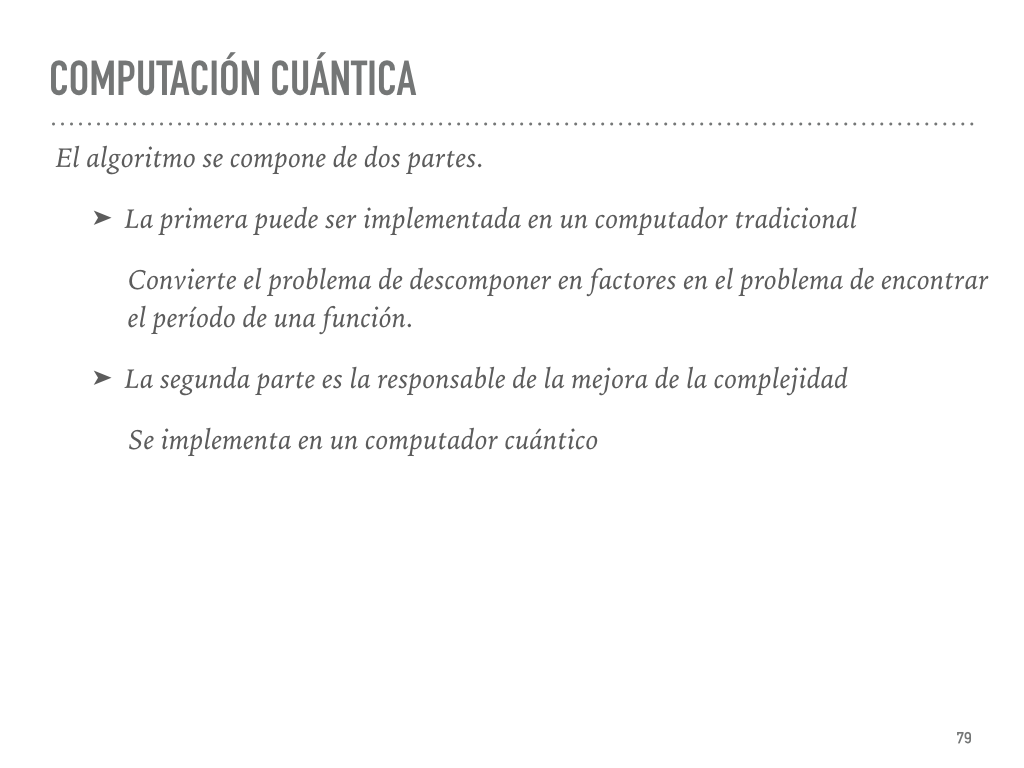 COMPUTACIÓN CUÁNTICA
El algoritmo se compone de dos partes.
➤ La primera puede ser implementada en un computador tradicional
Convierte el problema de descomponer en factores en el problema de encontrar
el período de una función.
➤ La segunda parte es la responsable de la mejora de la complejidad
Se implementa en un computador cuántico
79